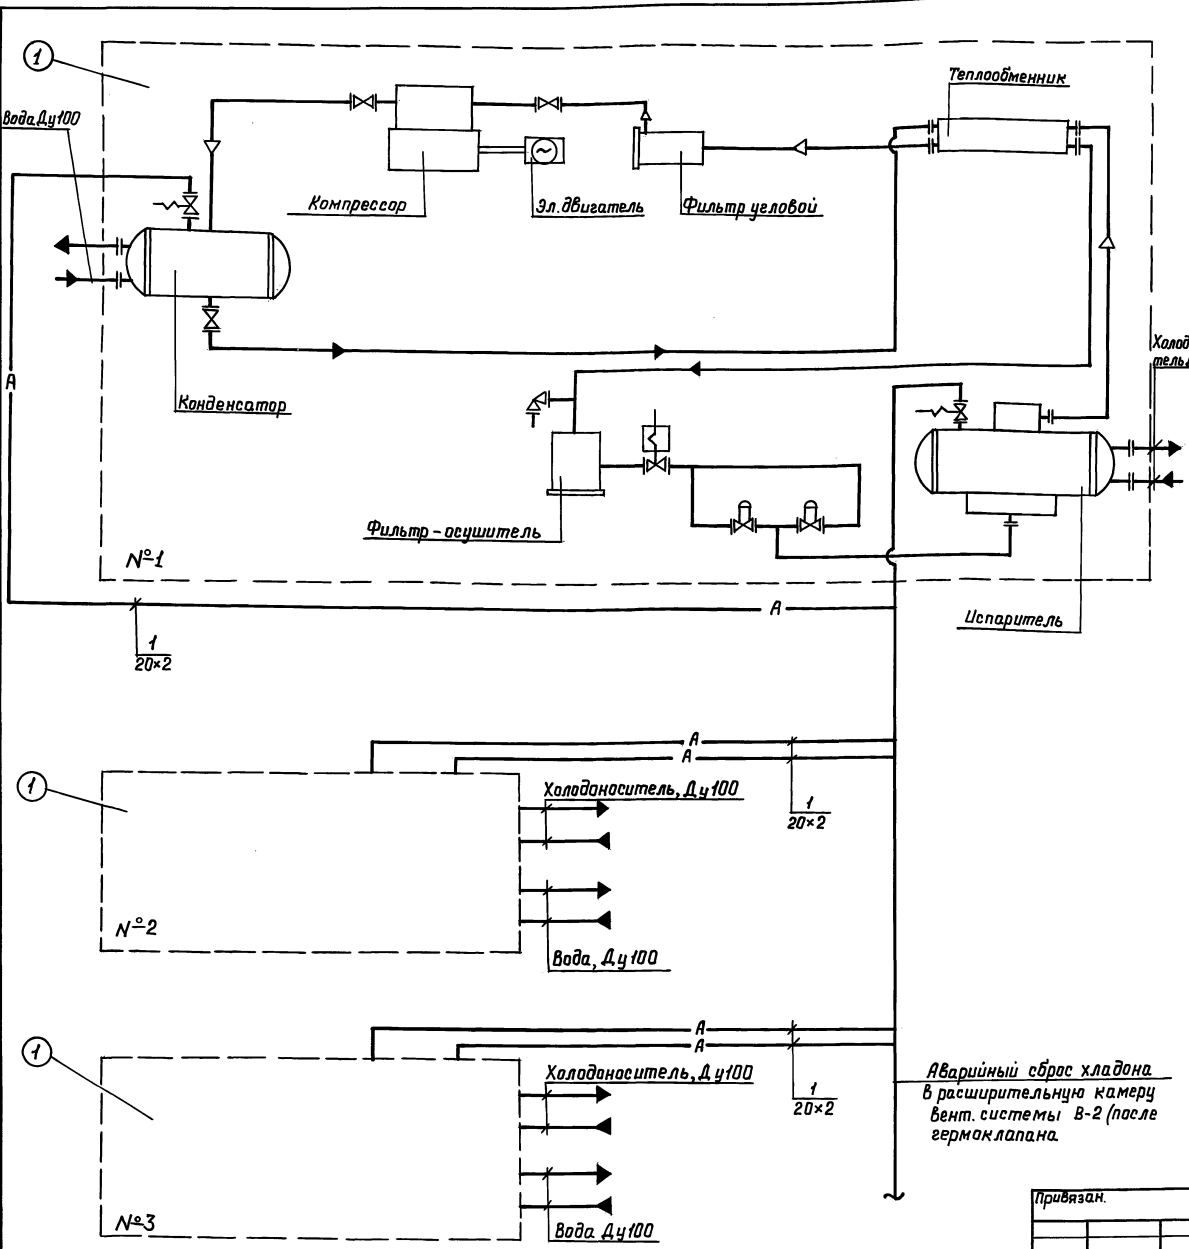 1
Вода Ду100
Теплообменник
Компрессор
Эл. двигатель
Фильтр угловой
Холод
тель,
А
Конденсатор
Фильтр-осушитель
№1
Испаритель
А
1
20×2
А
А
1
Холодоноситель, Ду100
1
20×2
№2
Вода, Ду100
А
А
1
Холодоноситель, Ду100
1
20×2
Аварийный сброс хладона
в расширительную камеру
вент. системы В-2 (после
гермоклапана
№3
Вода Ду100
Привязан.